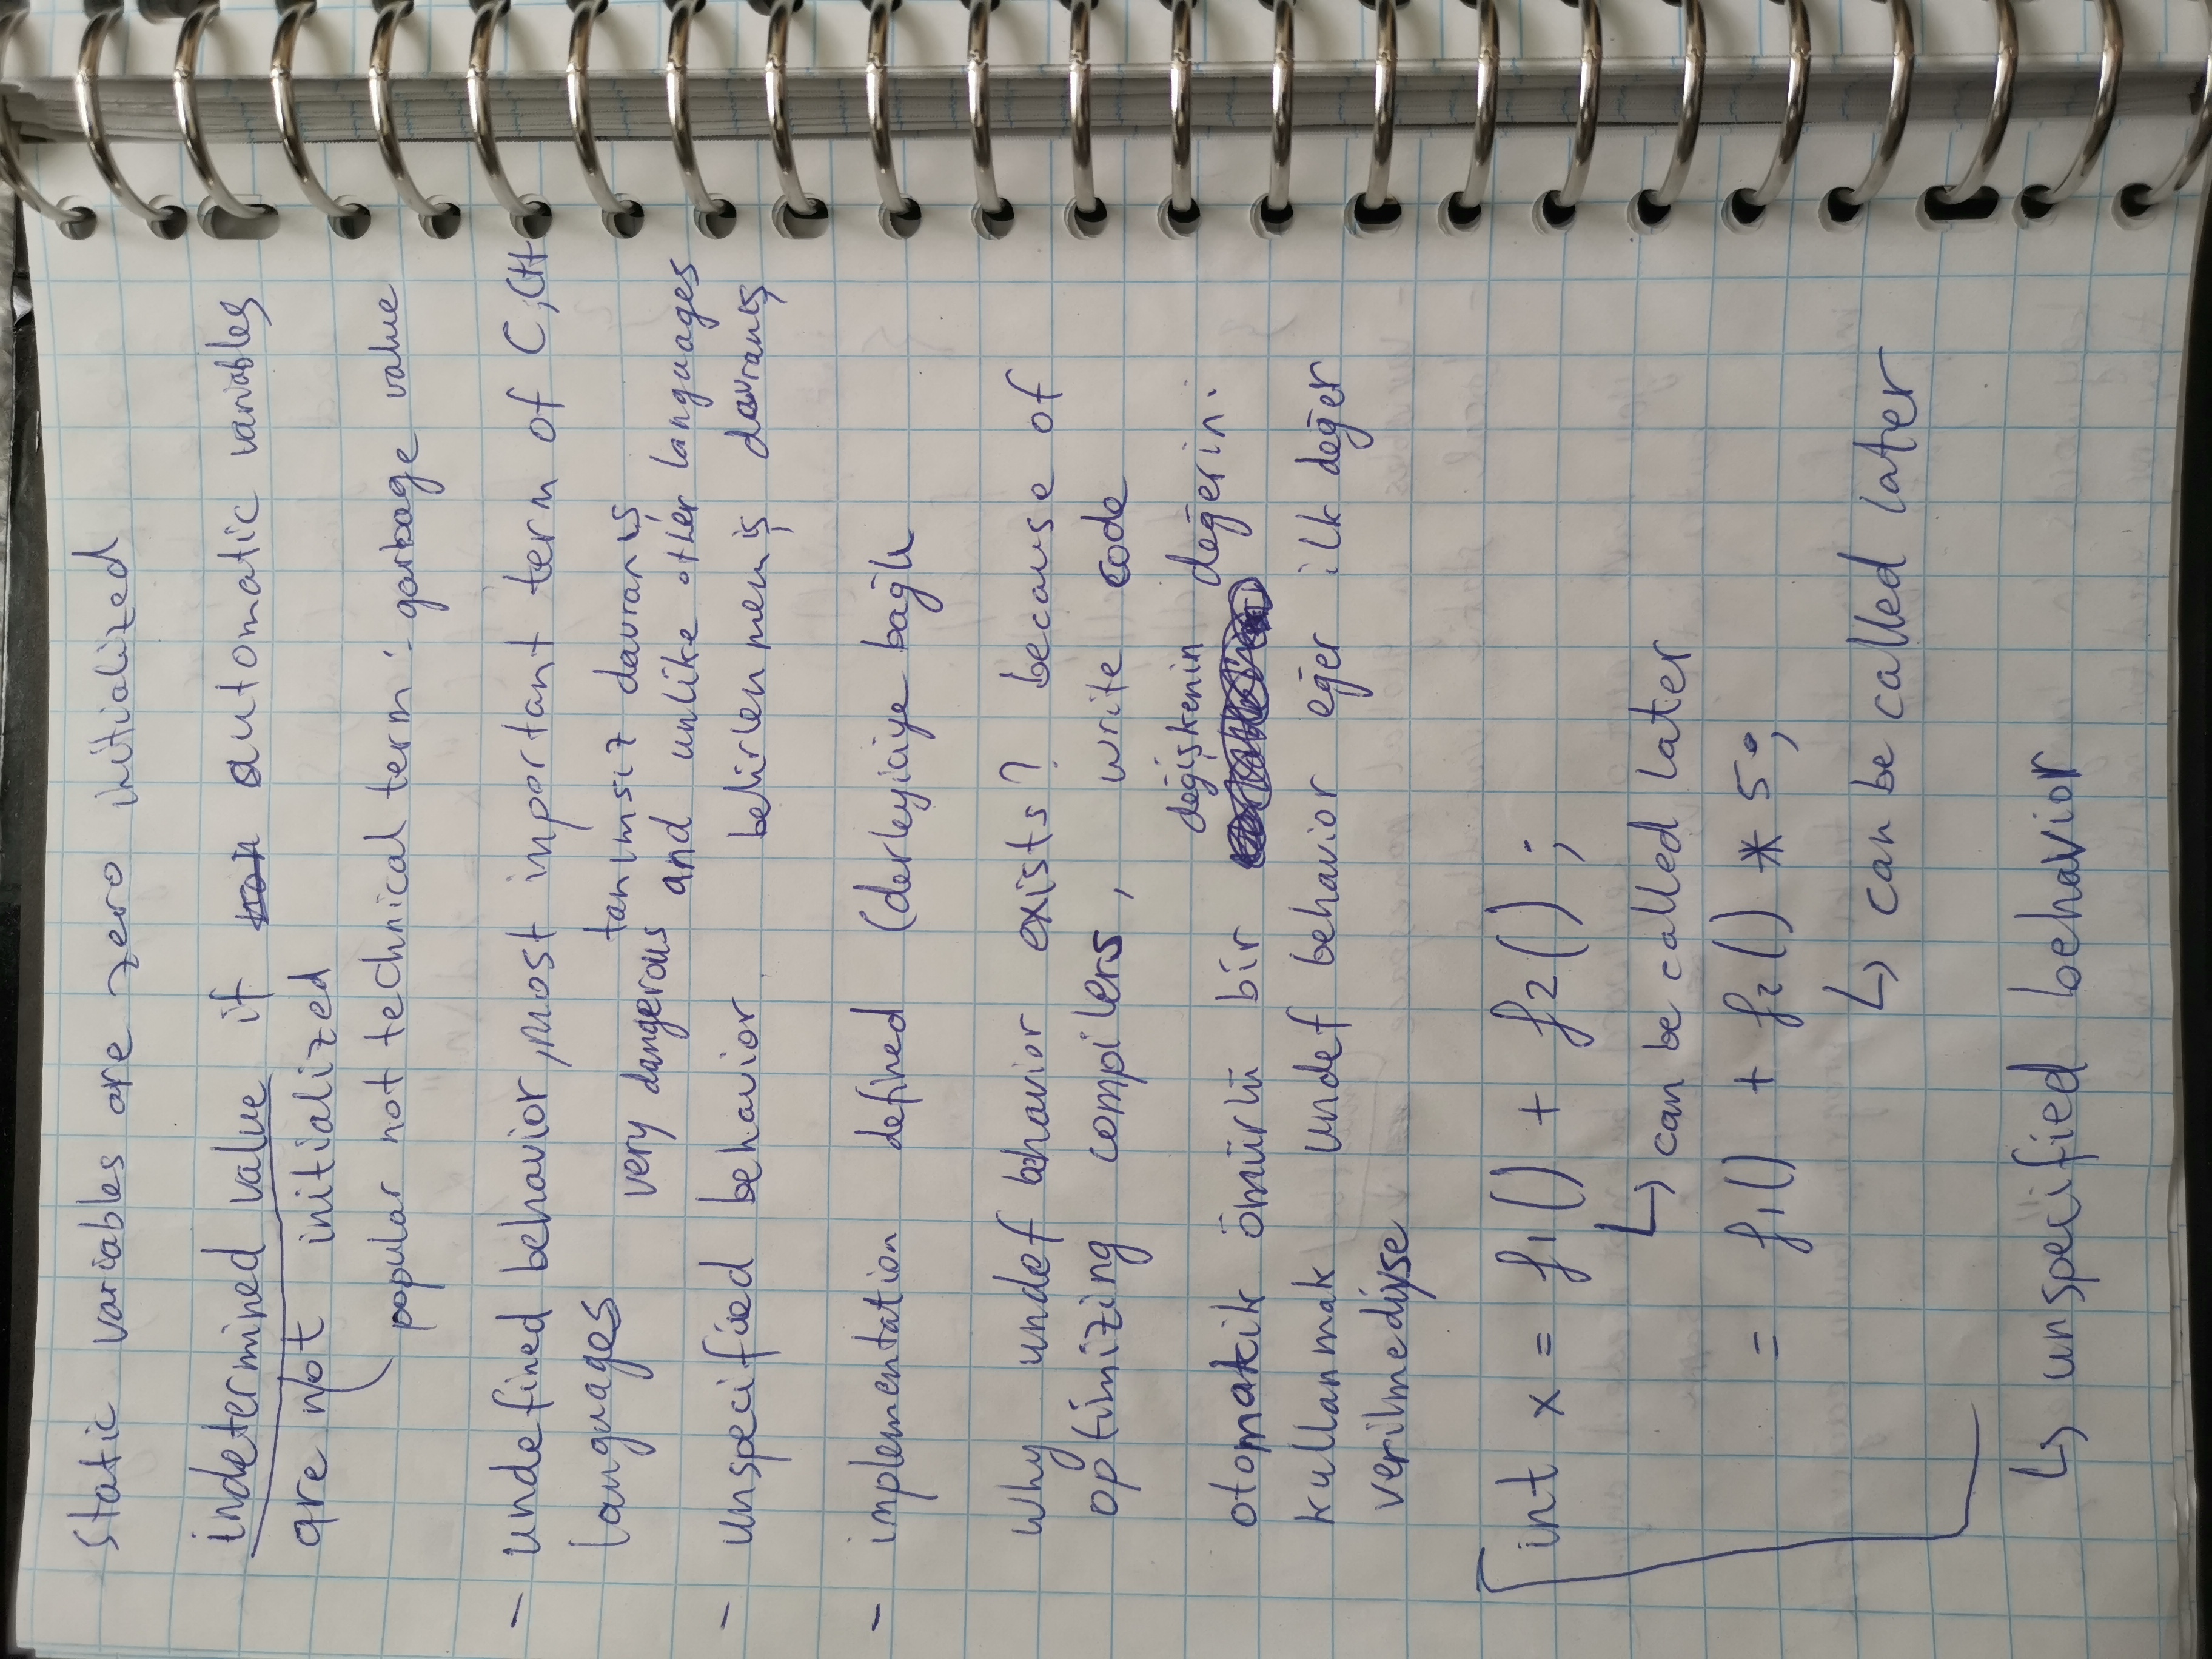 static variables are zero initialized
indetermined value if non automatic variables
are not initialized
popular not technical term : garbage value
- undefined behavior, most important term of C, C++
languages
tanımsız davranış
very dangerous and unlike other languages
- unspecified behavior belirlenmemiş davranış
- implementation defined (derleyiciye bağlı
why undef behavior exists? because of
optimizing compilers, write code
değişkenin değerini
otomatik ömürlü bir
kullanmak undef behavior eğer ilk değer
verilmediyse
int x = f1() + f2() ;
↳ can be called later
= f1() + f2() * 5;
↳ can be called later
↳ unspecified behavior